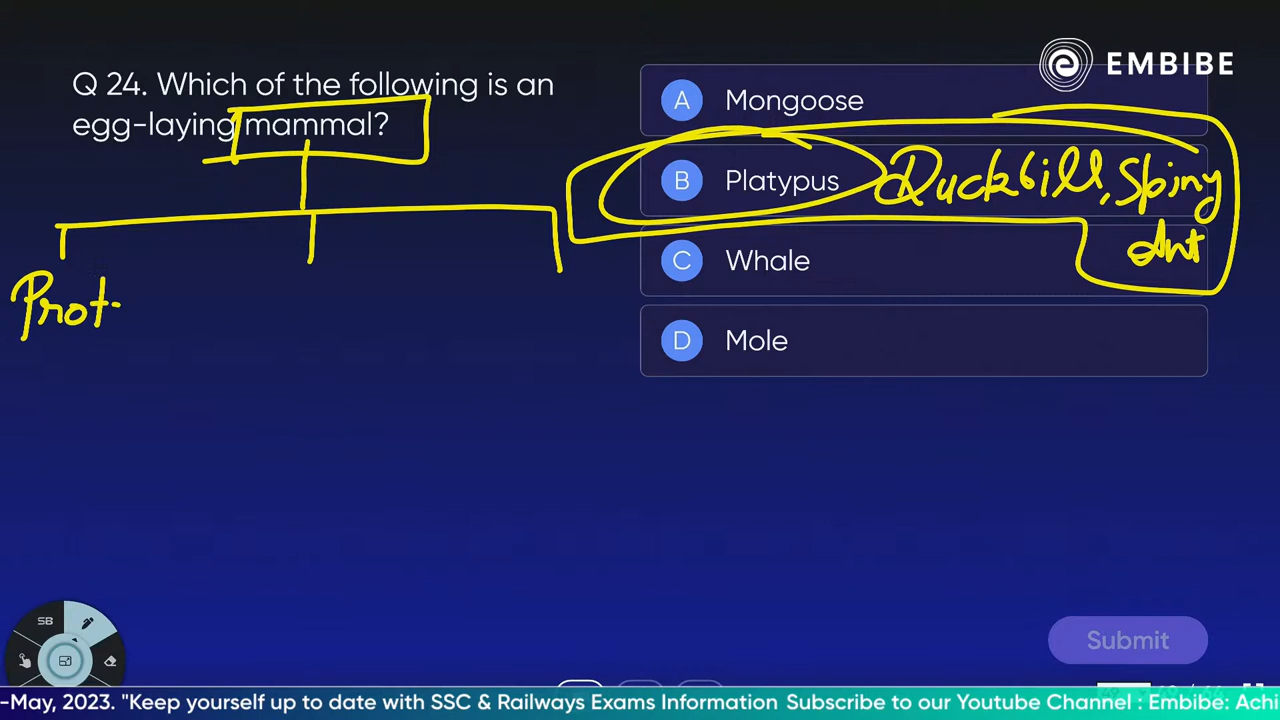 EMBIBE
Q 24. Which of the following is an
egg-laying mammal?
A Mongoose
B Platypus
Duckbill, Spiny
Ant
C Whale
D Mole
Prot-
SB
Submit
-May, 2023. "Keep yourself up to date with SSC & Railways Exams Information Subscribe to our Youtube Channel : Embibe: Achi